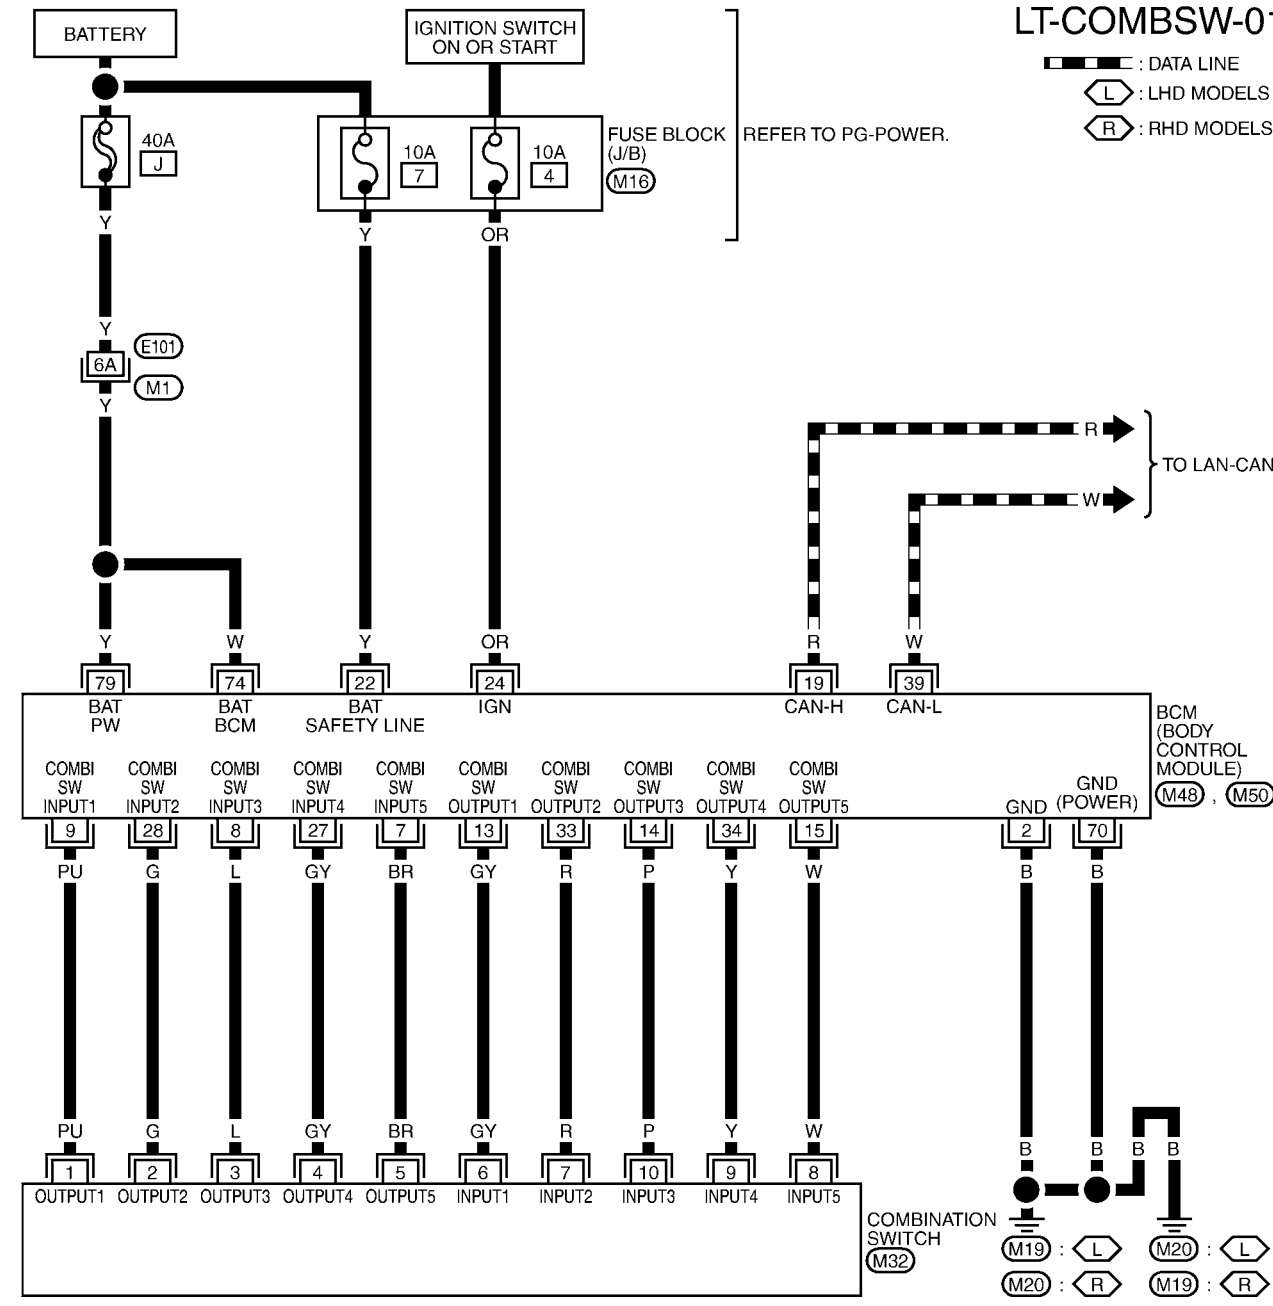 LT-COMBSW-01
BATTERY
IGNITION SWITCH
ON OR START
: DATA LINE
L : LHD MODELS
R : RHD MODELS
40A
J
10A
7
10A
4
FUSE BLOCK
(J/B)
M16
REFER TO PG-POWER.
Y
Y
OR
Y
E101
6A
M1
Y
R
TO LAN-CAN
W
Y
W
Y
OR
R
W
79
74
22
24
19
39
BAT
PW
BAT
BCM
BAT
SAFETY LINE
IGN
CAN-H
CAN-L
BCM
(BODY
CONTROL
MODULE)
M48 , M50
COMBI
SW
INPUT1
COMBI
SW
INPUT2
COMBI
SW
INPUT3
COMBI
SW
INPUT4
COMBI
SW
INPUT5
COMBI
SW
OUTPUT1
COMBI
SW
OUTPUT2
COMBI
SW
OUTPUT3
COMBI
SW
OUTPUT4
COMBI
SW
OUTPUT5
GND
GND
(POWER)
9
28
8
27
7
13
33
14
34
15
2
70
PU
G
L
GY
BR
GY
R
P
Y
W
B
B
PU
G
L
GY
BR
GY
R
P
Y
W
B
B
B
B
1
2
3
4
5
6
7
10
9
8
OUTPUT1
OUTPUT2
OUTPUT3
OUTPUT4
OUTPUT5
INPUT1
INPUT2
INPUT3
INPUT4
INPUT5
COMBINATION
SWITCH
M32
M19 : L
M20 : L
M20 : R
M19 : R